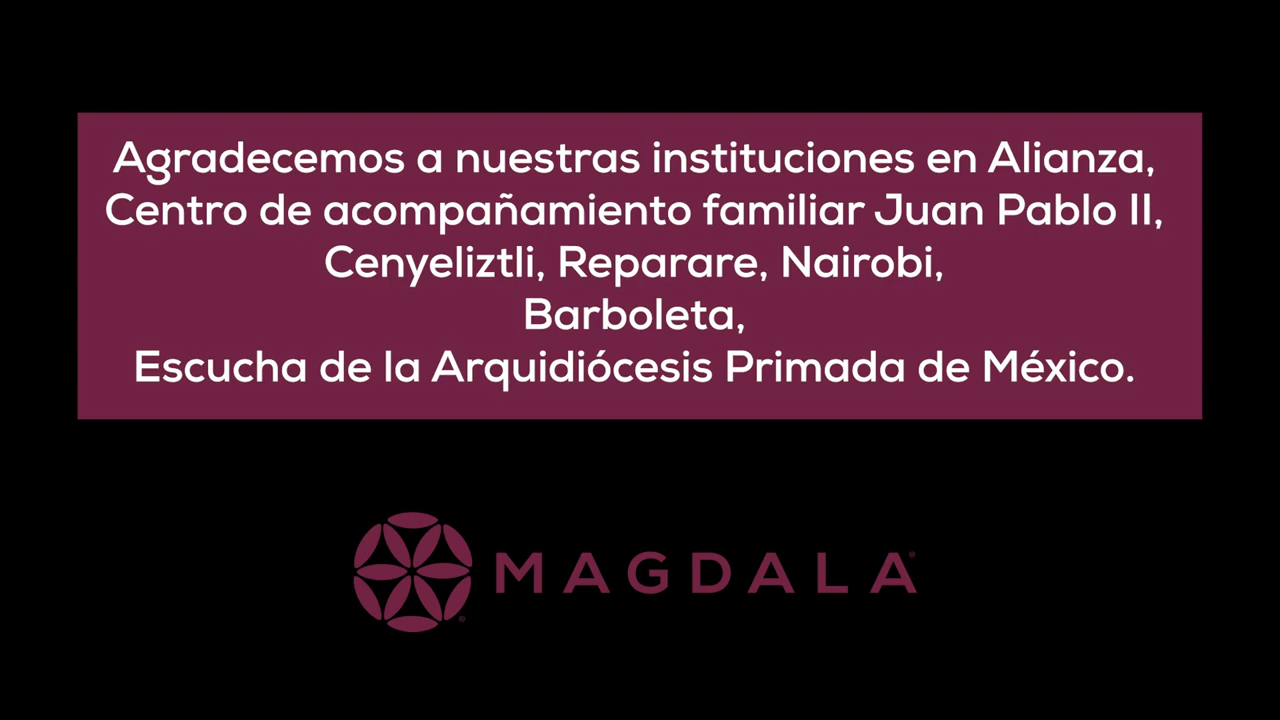 Agradecemos a nuestras instituciones en Alianza,
Centro de acompañamiento familiar Juan Pablo II,
Cenyeliztli, Reparare, Nairobi,
Barboleta,
Escucha de la Arquidiócesis Primada de México.
MAGDALA